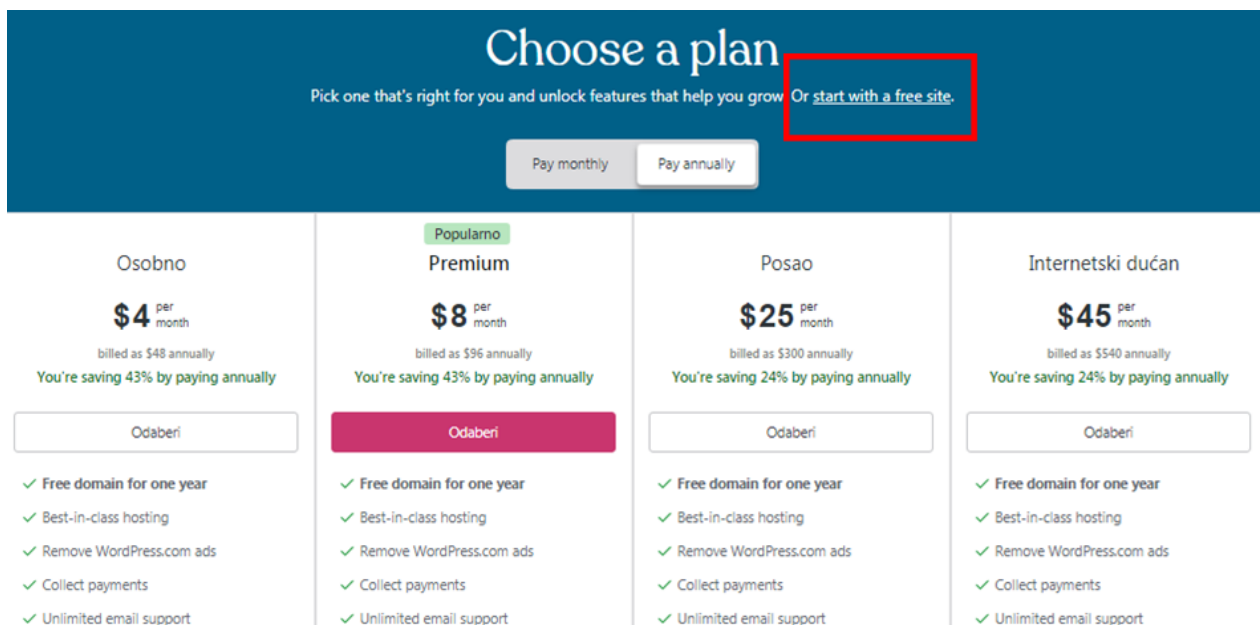 Choose a plan
Pick one that's right for you and unlock features that help you grow. Or start with a free site.
Pay monthly
Pay annually
Osobno
$4 per month
billed as $48 annually
You're saving 43% by paying annually
Odaberi
Free domain for one year
Best-in-class hosting
Remove WordPress.com ads
Collect payments
Unlimited email support
Popularno
Premium
$8 per month
billed as $96 annually
You're saving 43% by paying annually
Odaberi
Free domain for one year
Best-in-class hosting
Remove WordPress.com ads
Collect payments
Unlimited email support
Posao
$25 per month
billed as $300 annually
You're saving 24% by paying annually
Odaberi
Free domain for one year
Best-in-class hosting
Remove WordPress.com ads
Collect payments
Unlimited email support
Internetski dućan
$45 per month
billed as $540 annually
You're saving 24% by paying annually
Odaberi
Free domain for one year
Best-in-class hosting
Remove WordPress.com ads
Collect payments
Unlimited email support